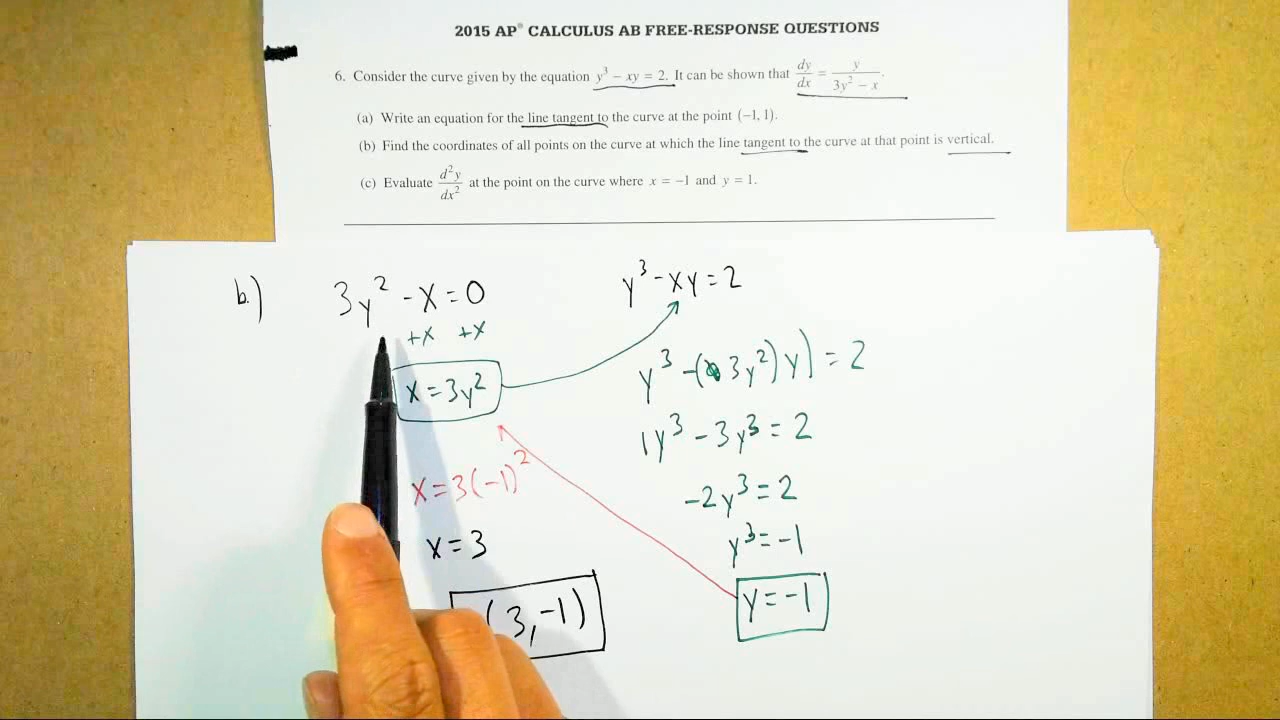 2015 AP® CALCULUS AB FREE-RESPONSE QUESTIONS
6. Consider the curve given by the equation y³ − xy = 2. It can be shown that dy/dx = y/(3y² − x).
(a) Write an equation for the line tangent to the curve at the point (−1, 1).
(b) Find the coordinates of all points on the curve at which the line tangent to the curve at that point is vertical.
(c) Evaluate d²y/dx² at the point on the curve where x = −1 and y = 1.
b.)
3y² - x = 0
+x +x
x = 3y²
x = 3(-1)²
x = 3
(3,-1)
y³ - xy = 2
y³ - (3y²)y) = 2
1y³ - 3y³ = 2
-2y³ = 2
y³ = -1
y = -1